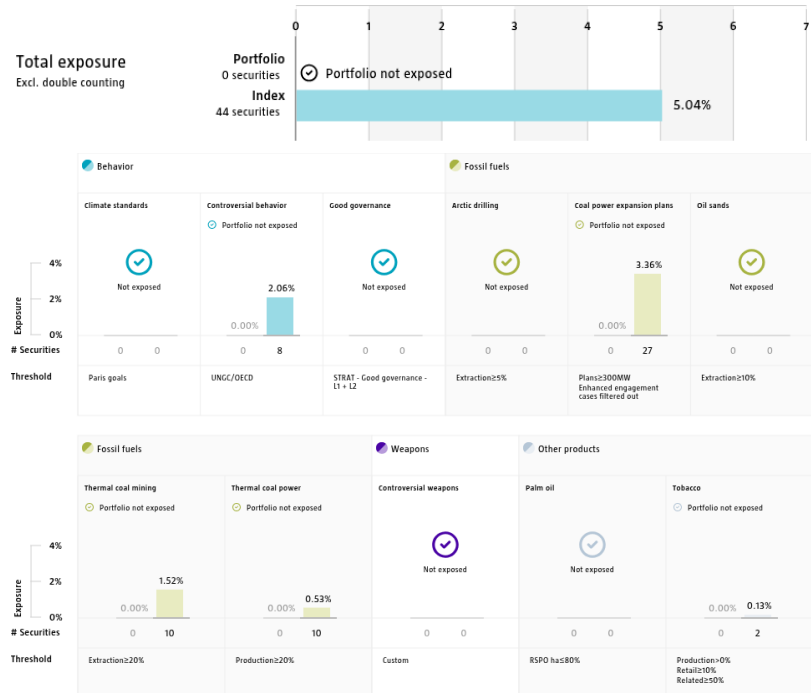 0 1 2 3 4 5 6 7
Total exposure
Excl. double counting
Portfolio
0 securities
Portfolio not exposed
Index
44 securities
5.04%
Behavior
Fossil fuels
Climate standards
Controversial behavior
Good governance
Arctic drilling
Coal power expansion plans
Oil sands
Portfolio not exposed
Portfolio not exposed
Not exposed
Not exposed
Not exposed
Not exposed
Exposure
4%
2%
0%
0.00%
2.06%
0.00%
3.36%
# Securities
0 0
0 8
0 0
0 0
0 27
0 0
Threshold
Paris goals
UNGC/OECD
STRAT - Good governance -
L1 + L2
Extraction≥5%
Plans≥300MW
Enhanced engagement
cases filtered out
Extraction≥10%
Fossil fuels
Weapons
Other products
Thermal coal mining
Thermal coal power
Controversial weapons
Palm oil
Tobacco
Portfolio not exposed
Portfolio not exposed
Portfolio not exposed
Not exposed
Not exposed
Exposure
4%
2%
0%
0.00%
1.52%
0.00%
0.53%
0.00%
0.13%
# Securities
0 10
0 10
0 0
0 0
0 2
Threshold
Extraction≥20%
Production≥20%
Custom
RSPO ha≤80%
Production>0%
Retail≥10%
Related≥50%